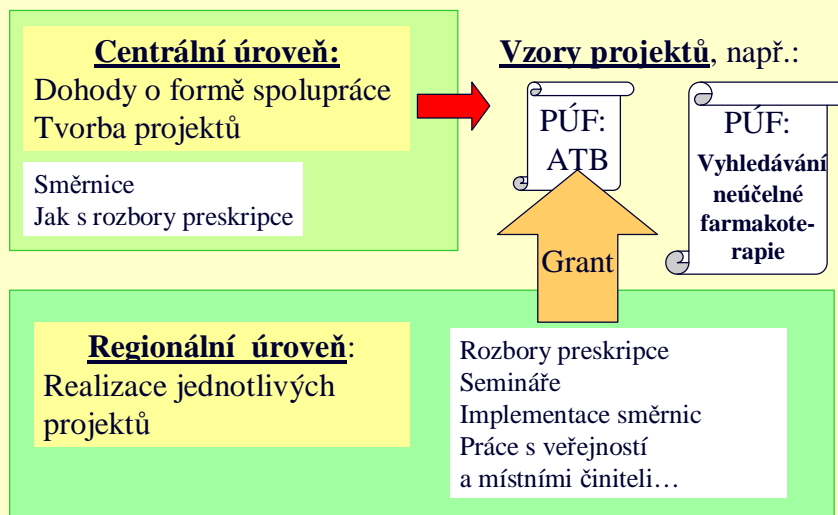 Centrální úroveň:
Dohody o formě spolupráce
Tvorba projektů
Směrnice
Jak s rozbory preskripce
Vzory projektů, např.:
PÚF:
ATB
PÚF:
Vyhledávání
neúčelné
farmakote-
rapie
Grant
Regionální úroveň:
Realizace jednotlivých
projektů
Rozbory preskripce
Semináře
Implementace směrnic
Práce s veřejností
a místními činiteli…